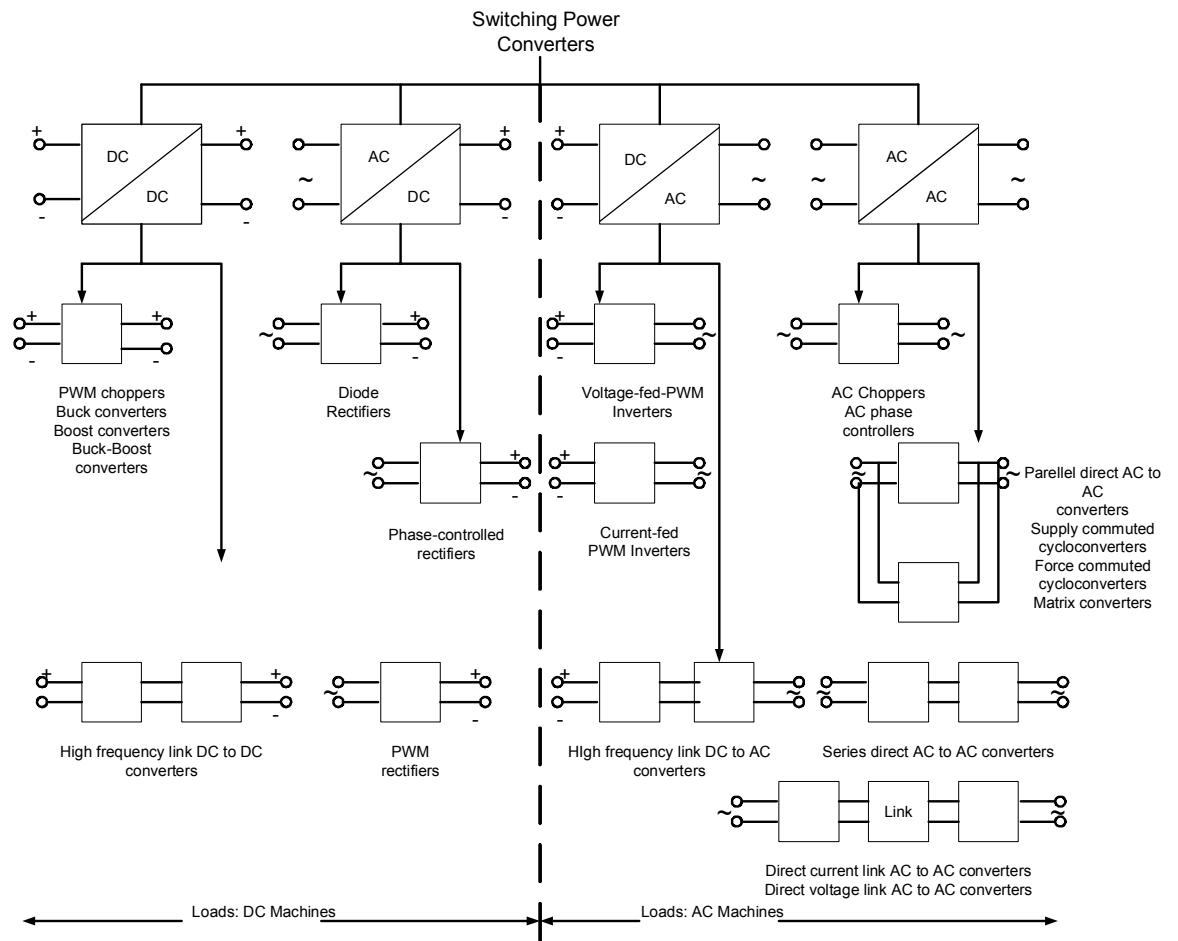 Switching Power
Converters
+
-
DC
DC
+
-
~
AC
DC
+
-
+
-
DC
AC
~
~
AC
AC
~
+
-
+
-
PWM choppers
Buck converters
Boost converters
Buck-Boost
converters
~
+
-
Diode
Rectifiers
+
-
~
Voltage-fed-PWM
Inverters
~
~
AC Choppers
AC phase
controllers
~
+
-
Phase-controlled
rectifiers
+
-
~
Current-fed
PWM Inverters
~
~
Parellel direct AC to
AC
converters
Supply commuted
cycloconverters
Force commuted
cycloconverters
Matrix converters
+
-
+
-
High frequency link DC to DC
converters
~
+
-
PWM
rectifiers
+
-
~
HIgh frequency link DC to AC
converters
~
~
Series direct AC to AC converters
~
Link
~
Direct current link AC to AC converters
Direct voltage link AC to AC converters
Loads: DC Machines
Loads: AC Machines